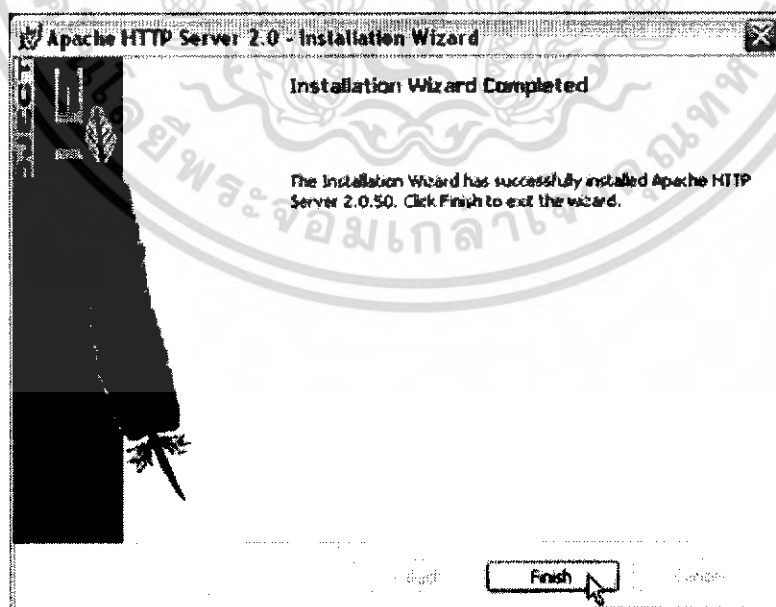 Apache HTTP Server 2.0 - Installation Wizard
Installation Wizard Completed
The Installation Wizard has successfully installed Apache HTTP
Server 2.0.50. Click Finish to exit the wizard.
Finish
Cancel